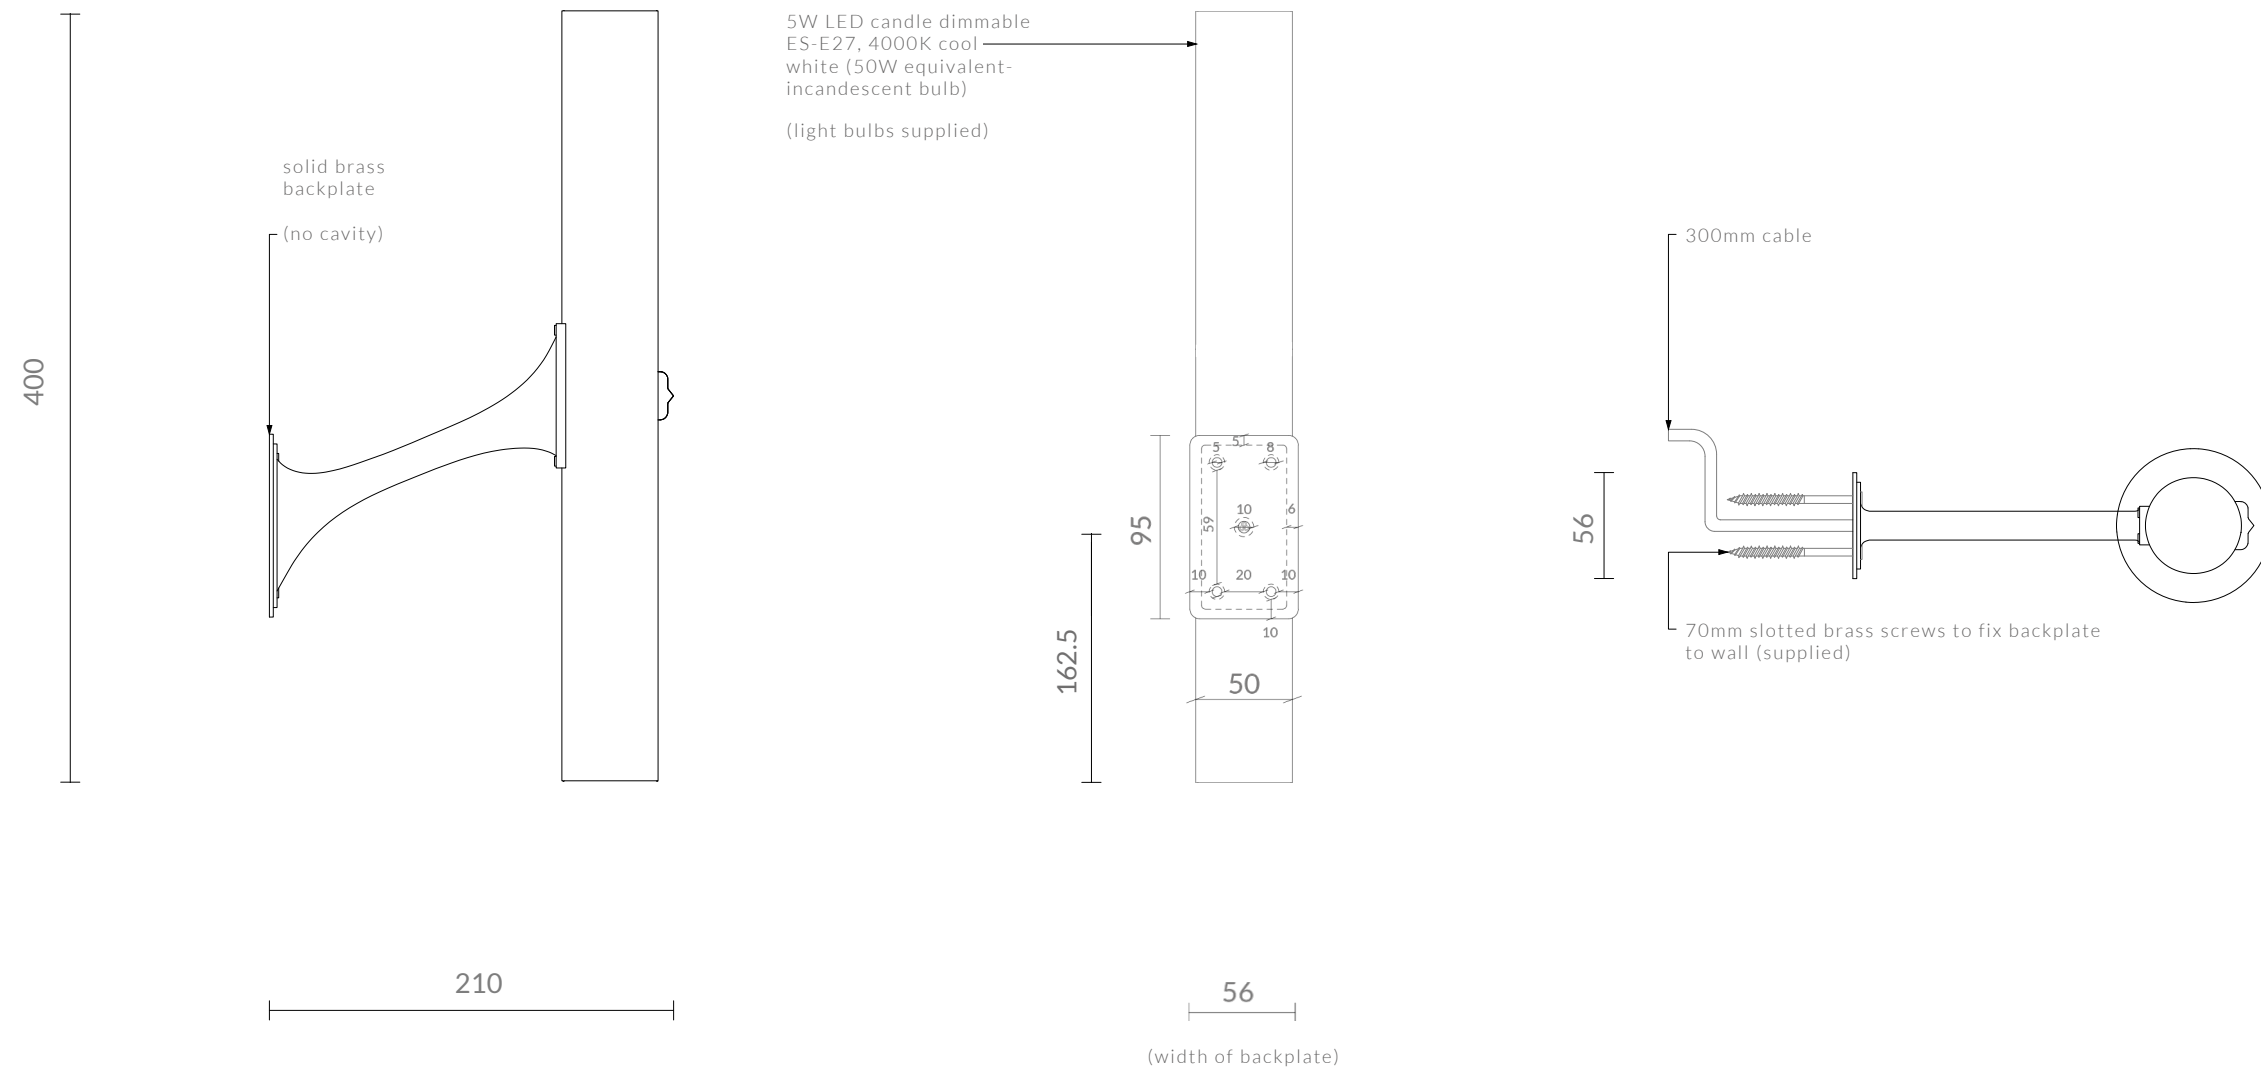 400
solid brass
backplate
(no cavity)
210
5W LED candle dimmable
ES-E27, 4000K cool
white (50W equivalent-
incandescent bulb)
(light bulbs supplied)
5
5
8
10
6
59
95
10
20
10
10
162.5
50
56
(width of backplate)
300mm cable
56
70mm slotted brass screws to fix backplate
to wall (supplied)